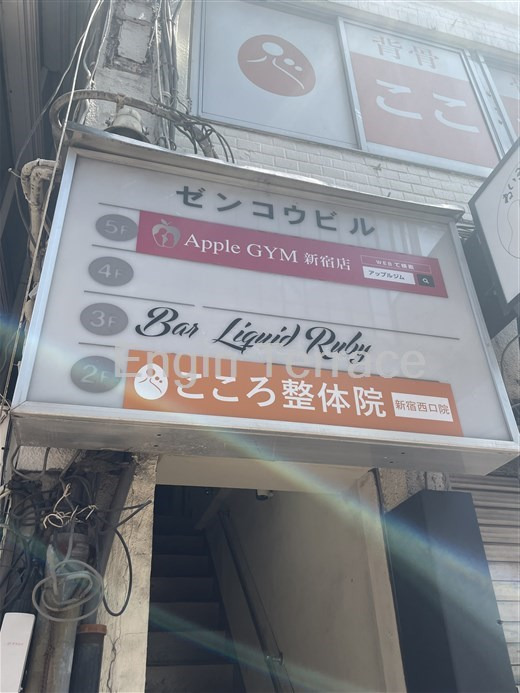 背骨
ここ
ゼンコウビル
5F
Apple GYM 新宿店
WEBで検索
アップルジム
4F
3F
Bar Liquid Ruby
Engin Terrace
2F
こころ整体院
新宿西口院